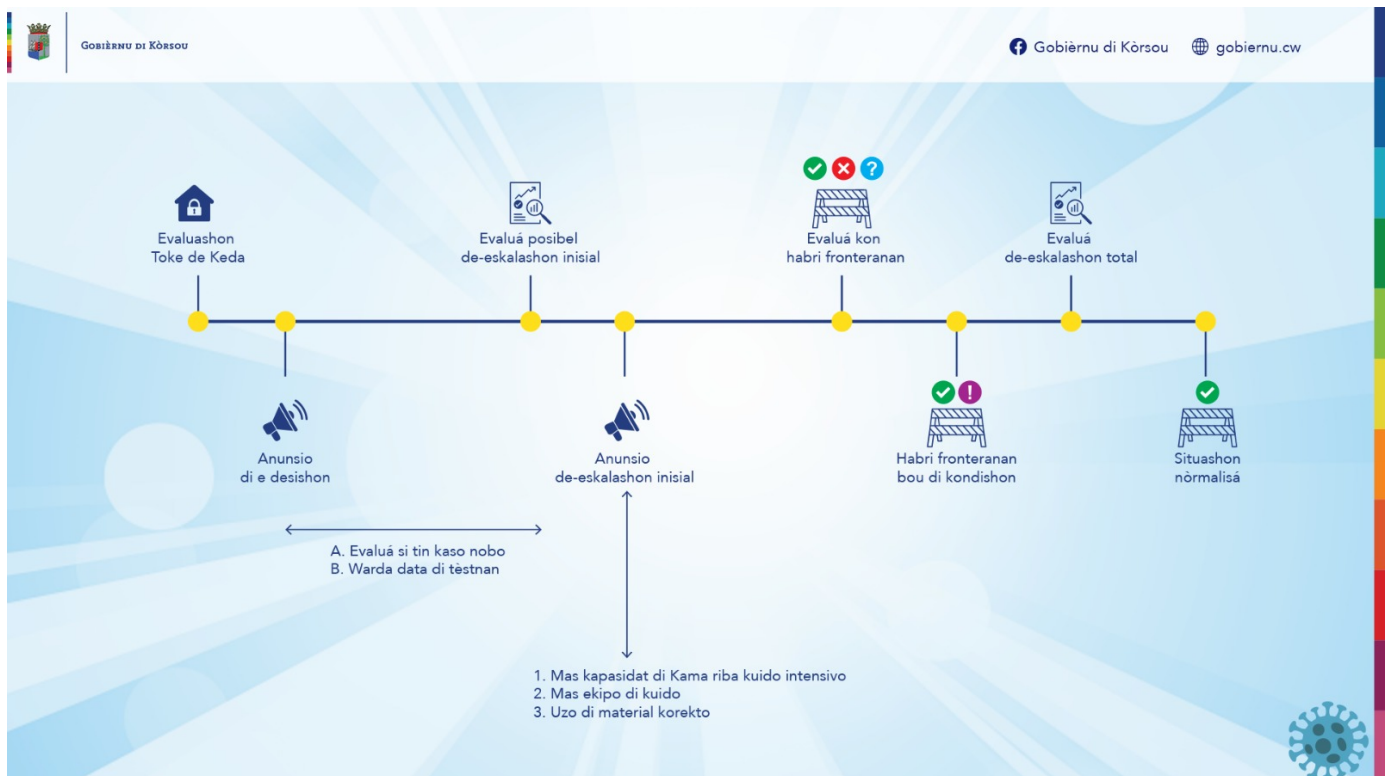 GOBIÈRNU DI KÒRSOU
Gobièrnu di Kòrsou
gobiernu.cw
Evaluashon
Toke de Keda
Evaluá posibel
de-eskalashon inisial
Evaluá kon
habri fronteranan
Evaluá
de-eskalashon total
Anunsio
di e desishon
Anunsio
de-eskalashon inisial
Habri fronteranan
bou di kondishon
Situashon
nòrmalisá
A. Evaluá si tin kaso nobo
B. Warda data di tèstnan
1. Mas kapasidat di Kama riba kuido intensivo
2. Mas ekipo di kuido
3. Uzo di material korekto